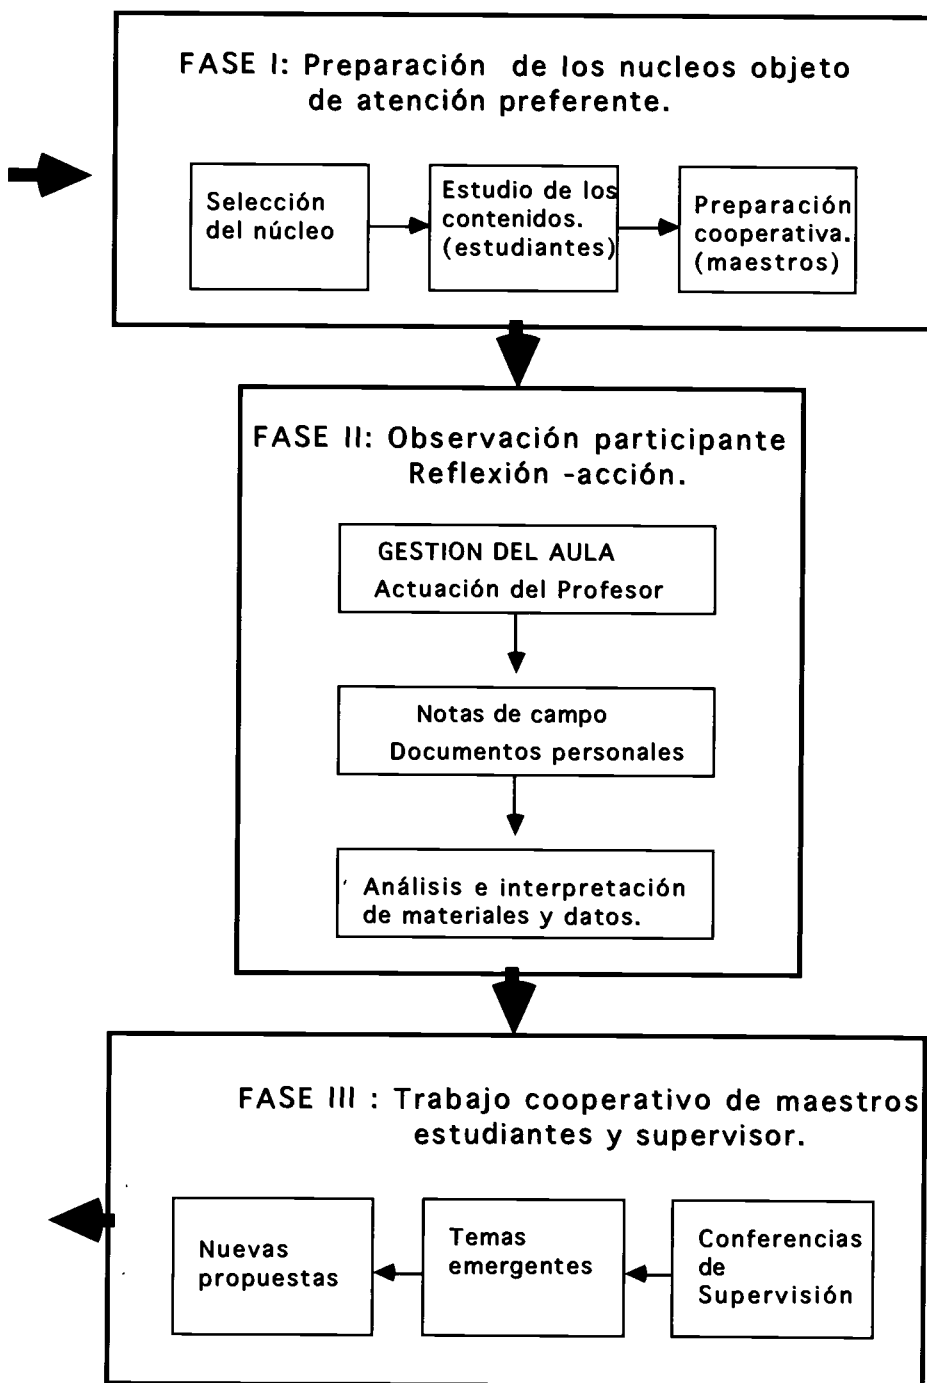 FASE I: Preparación de los nucleos objeto
de atención preferente.
Selección
del núcleo
Estudio de los
contenidos.
(estudiantes)
Preparación
cooperativa.
(maestros)
FASE II: Observación participante
Reflexión -acción.
GESTION DEL AULA
Actuación del Profesor
Notas de campo
Documentos personales
Análisis e interpretación
de materiales y datos.
FASE III : Trabajo cooperativo de maestros
estudiantes y supervisor.
Nuevas
propuestas
Temas
emergentes
Conferencias
de
Supervisión